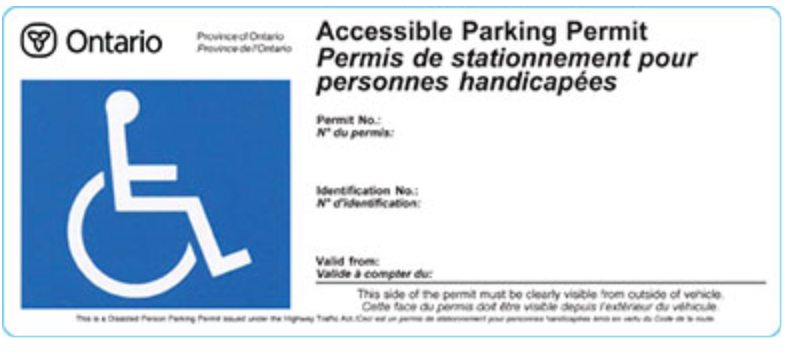 Ontario
Province of Ontario
Province de l'Ontario
Accessible Parking Permit
Permis de stationnement pour
personnes handicapées
Permit No.:
N° du permis:
Identification No.:
N° d'identification:
Valid from:
Valide à compter du:
This side of the permit must be clearly visible from outside of vehicle.
Cette face du permis doit être visible depuis l'extérieur du véhicule.
This is a Disabled Person Parking Permit issued under the Highway Traffic Act./Ceci est un permis de stationnement pour personnes handicapées émis en vertu du Code de la route.